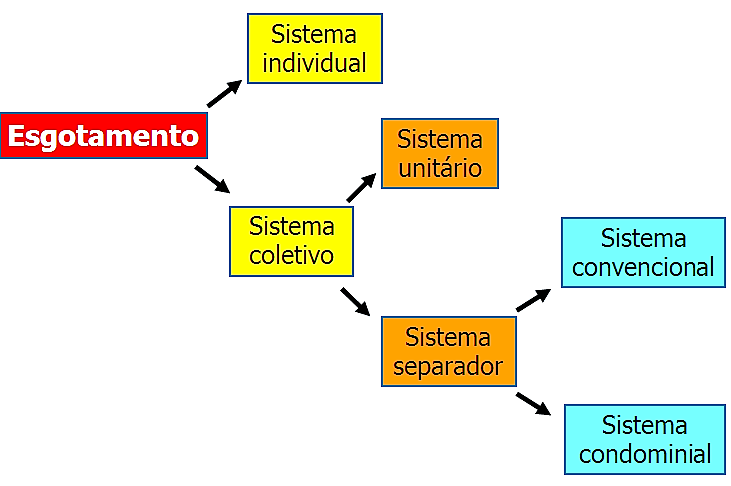 Sistema
individual
Esgotamento
Sistema
unitário
Sistema
coletivo
Sistema
convencional
Sistema
separador
Sistema
condominial